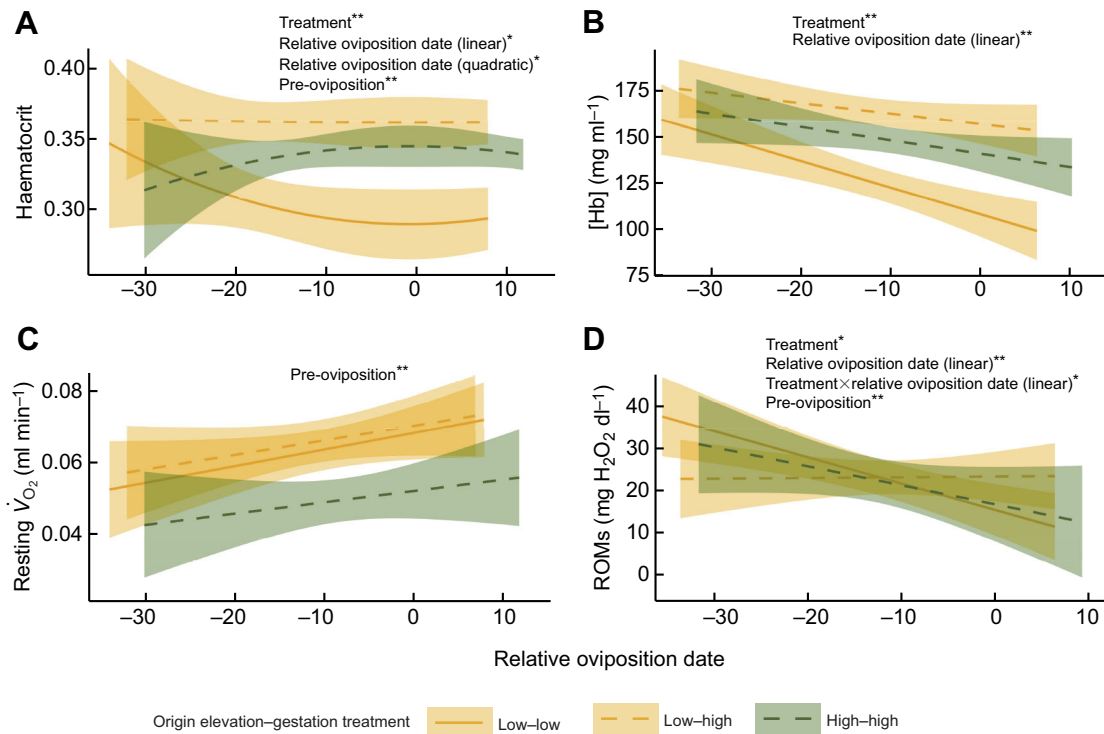 A
Treatment**
Relative oviposition date (linear)*
Relative oviposition date (quadratic)*
Pre-oviposition**
Haematocrit
0.40
0.35
0.30
–30 –20 –10 0 10
B
Treatment**
Relative oviposition date (linear)**
[Hb] (mg ml–1)
175
150
125
100
75
–30 –20 –10 0 10
C
Pre-oviposition**
Resting V̇O2 (ml min–1)
0.08
0.06
0.04
–30 –20 –10 0 10
D
Treatment*
Relative oviposition date (linear)**
Treatment×relative oviposition date (linear)*
Pre-oviposition**
ROMs (mg H2O2 dl–1)
40
30
20
10
0
–30 –20 –10 0 10
Relative oviposition date
Origin elevation–gestation treatment Low–low Low–high High–high